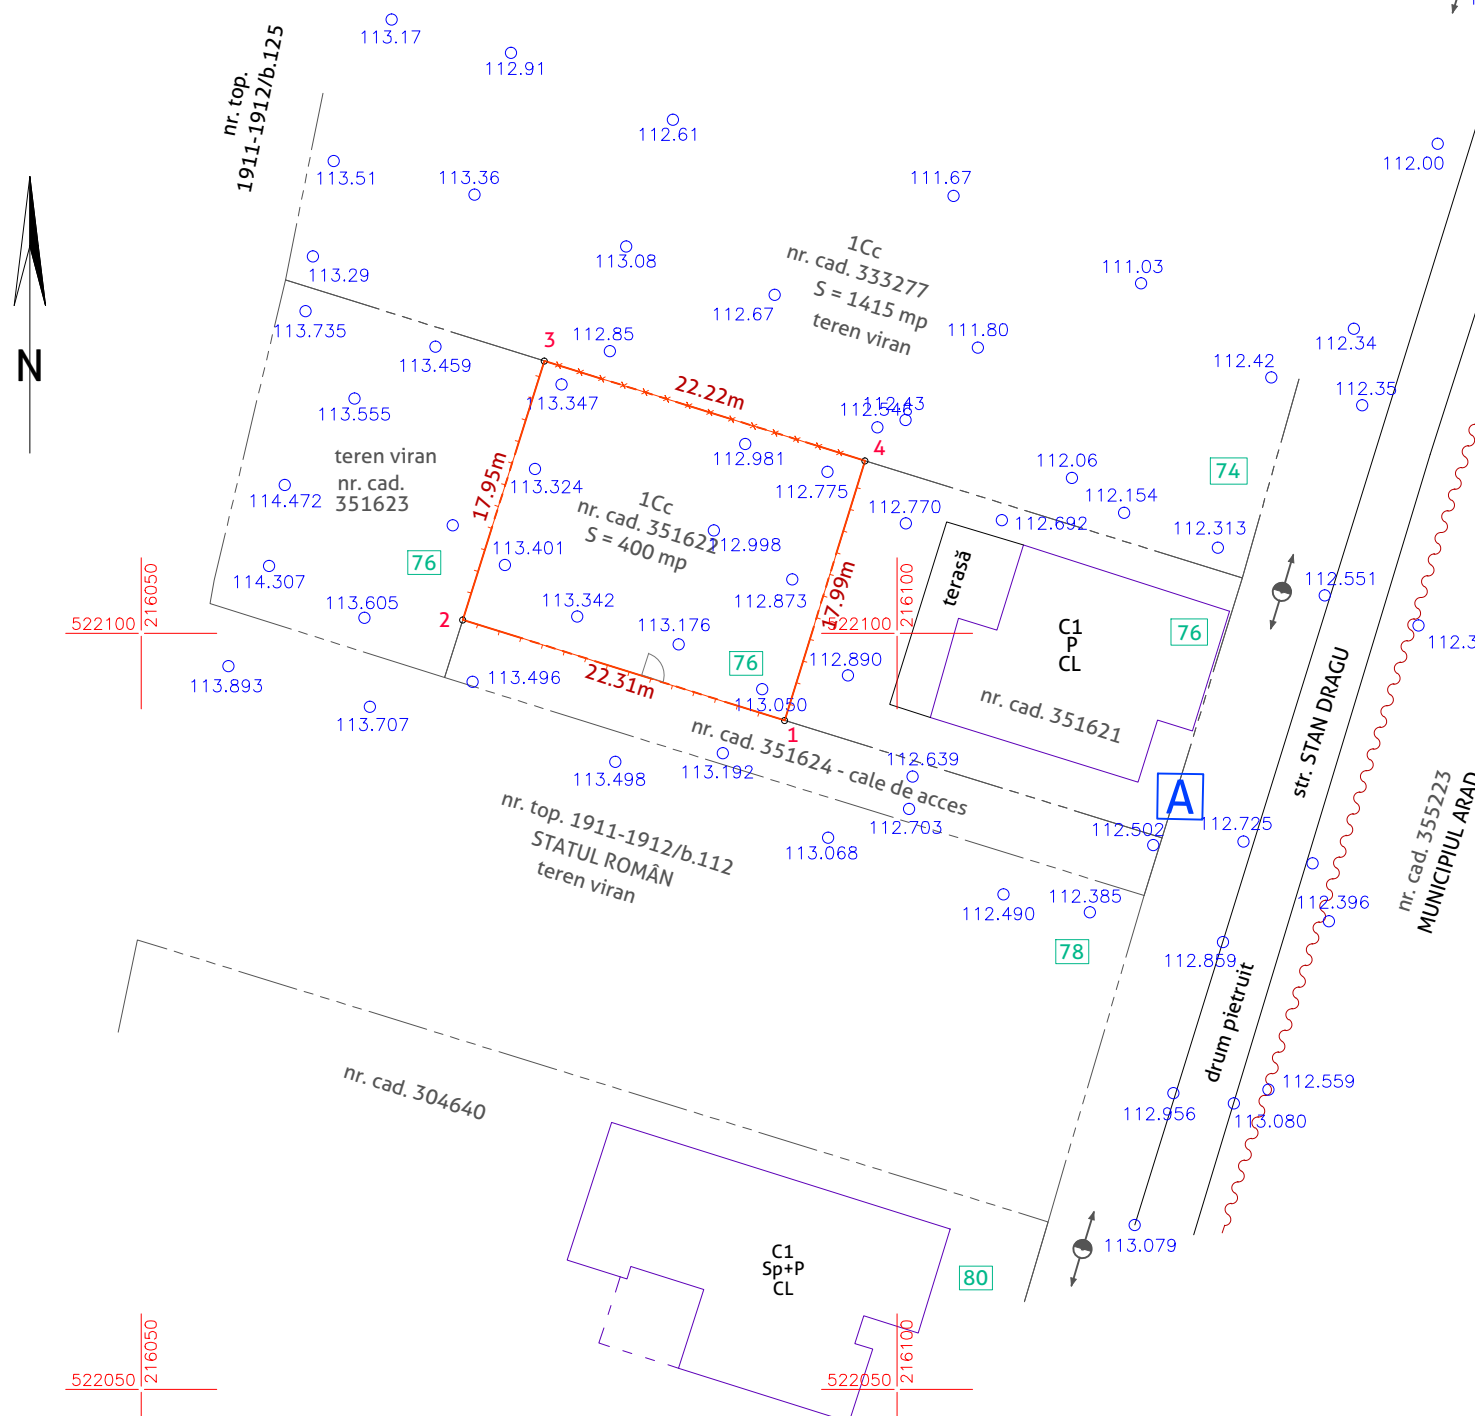 113.17
nr. top.
1911-1912/b.125
112.91
112.61
112.00
113.51
113.36
111.67
1Cc
nr. cad. 333277
S = 1415 mp
teren viran
113.29
113.08
111.03
112.67
113.735
112.85
111.80
112.34
112.42
112.35
N
3
113.459
22.22m
113.347
113.555
112.43
112.546
4
teren viran
nr. cad.
351623
112.981
112.06
74
114.472
17.95m
113.324
112.775
1Cc
nr. cad. 351622
S = 400 mp
112.770
112.692
112.154
112.313
113.401
112.998
76
terasă
114.307
112.873
17.99m
112.551
216050
522100
113.605
2
113.342
113.176
216100
522100
C1
P
CL
76
112.3
113.893
113.496
22.31m
76
112.890
113.050
nr. cad. 351621
str. STAN DRAGU
113.707
1
nr. cad. 351624 - cale de acces
113.498
113.192
112.639
A
nr. cad. 355223
MUNICIPIUL ARAD
nr. top. 1911-1912/b.112
STATUL ROMÂN
teren viran
112.703
113.068
112.502
112.725
112.490
112.385
112.396
78
112.859
drum pietruit
nr. cad. 304640
112.559
112.956
113.080
113.079
C1
Sp+P
CL
80
216050
522050
216100
522050